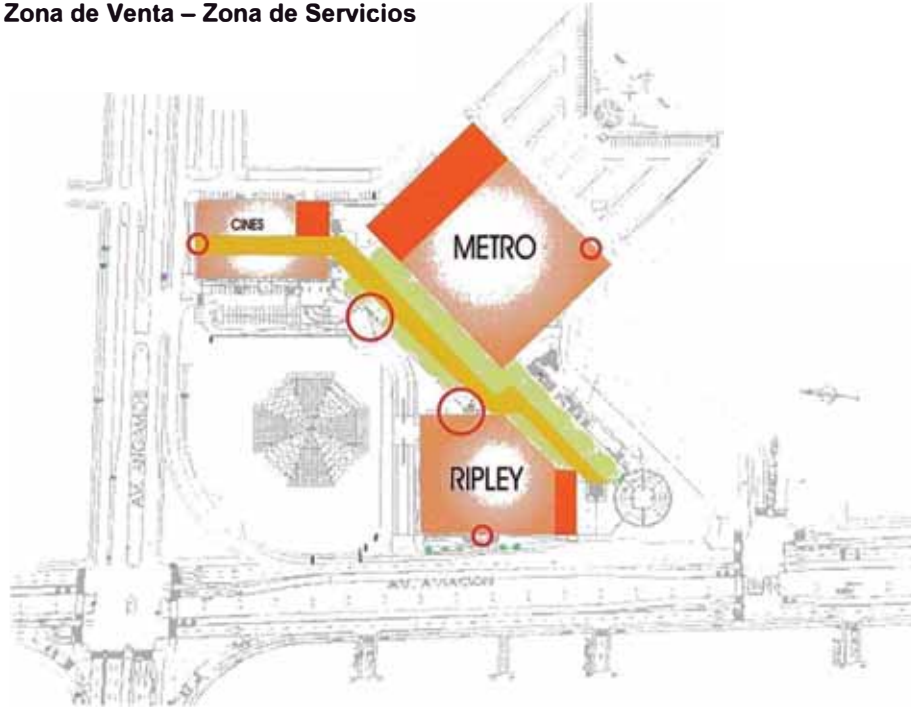 Zona de Venta – Zona de Servicios
CINES
METRO
RIPLEY
AV. AVIACION